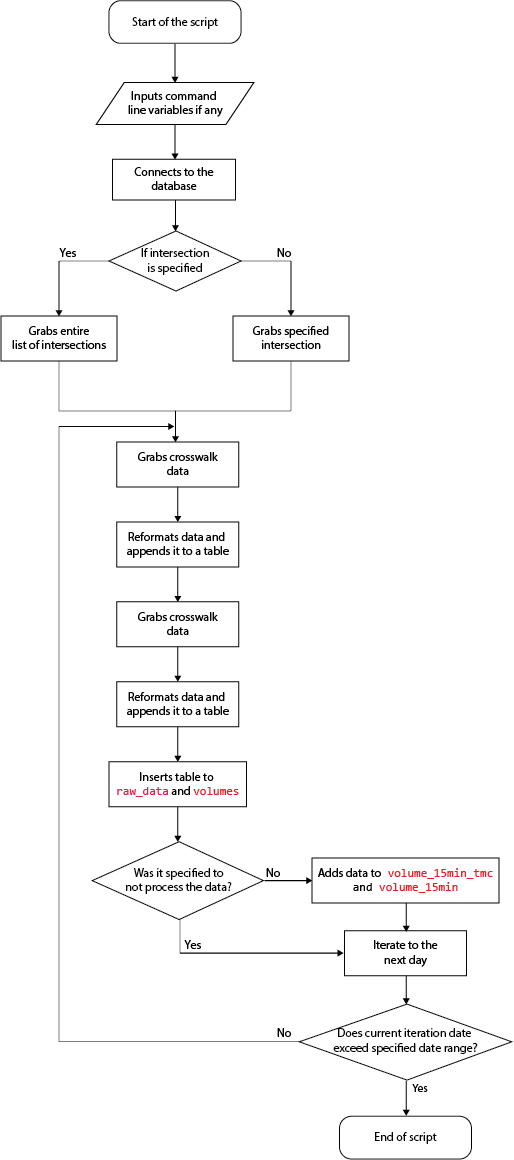 Start of the script
Inputs command
line variables if any
Connects to the
database
If intersection
is specified
Yes
No
Grabs entire
list of intersections
Grabs specified
intersection
Grabs crosswalk
data
Reformats data and
appends it to a table
Grabs crosswalk
data
Reformats data and
appends it to a table
Inserts table to
raw_data and volumes
Was it specified to
not process the data?
No
Adds data to volume_15min_tmc
and volume_15min
Yes
Iterate to the
next day
Does current iteration date
exceed specified date range?
No
Yes
End of script